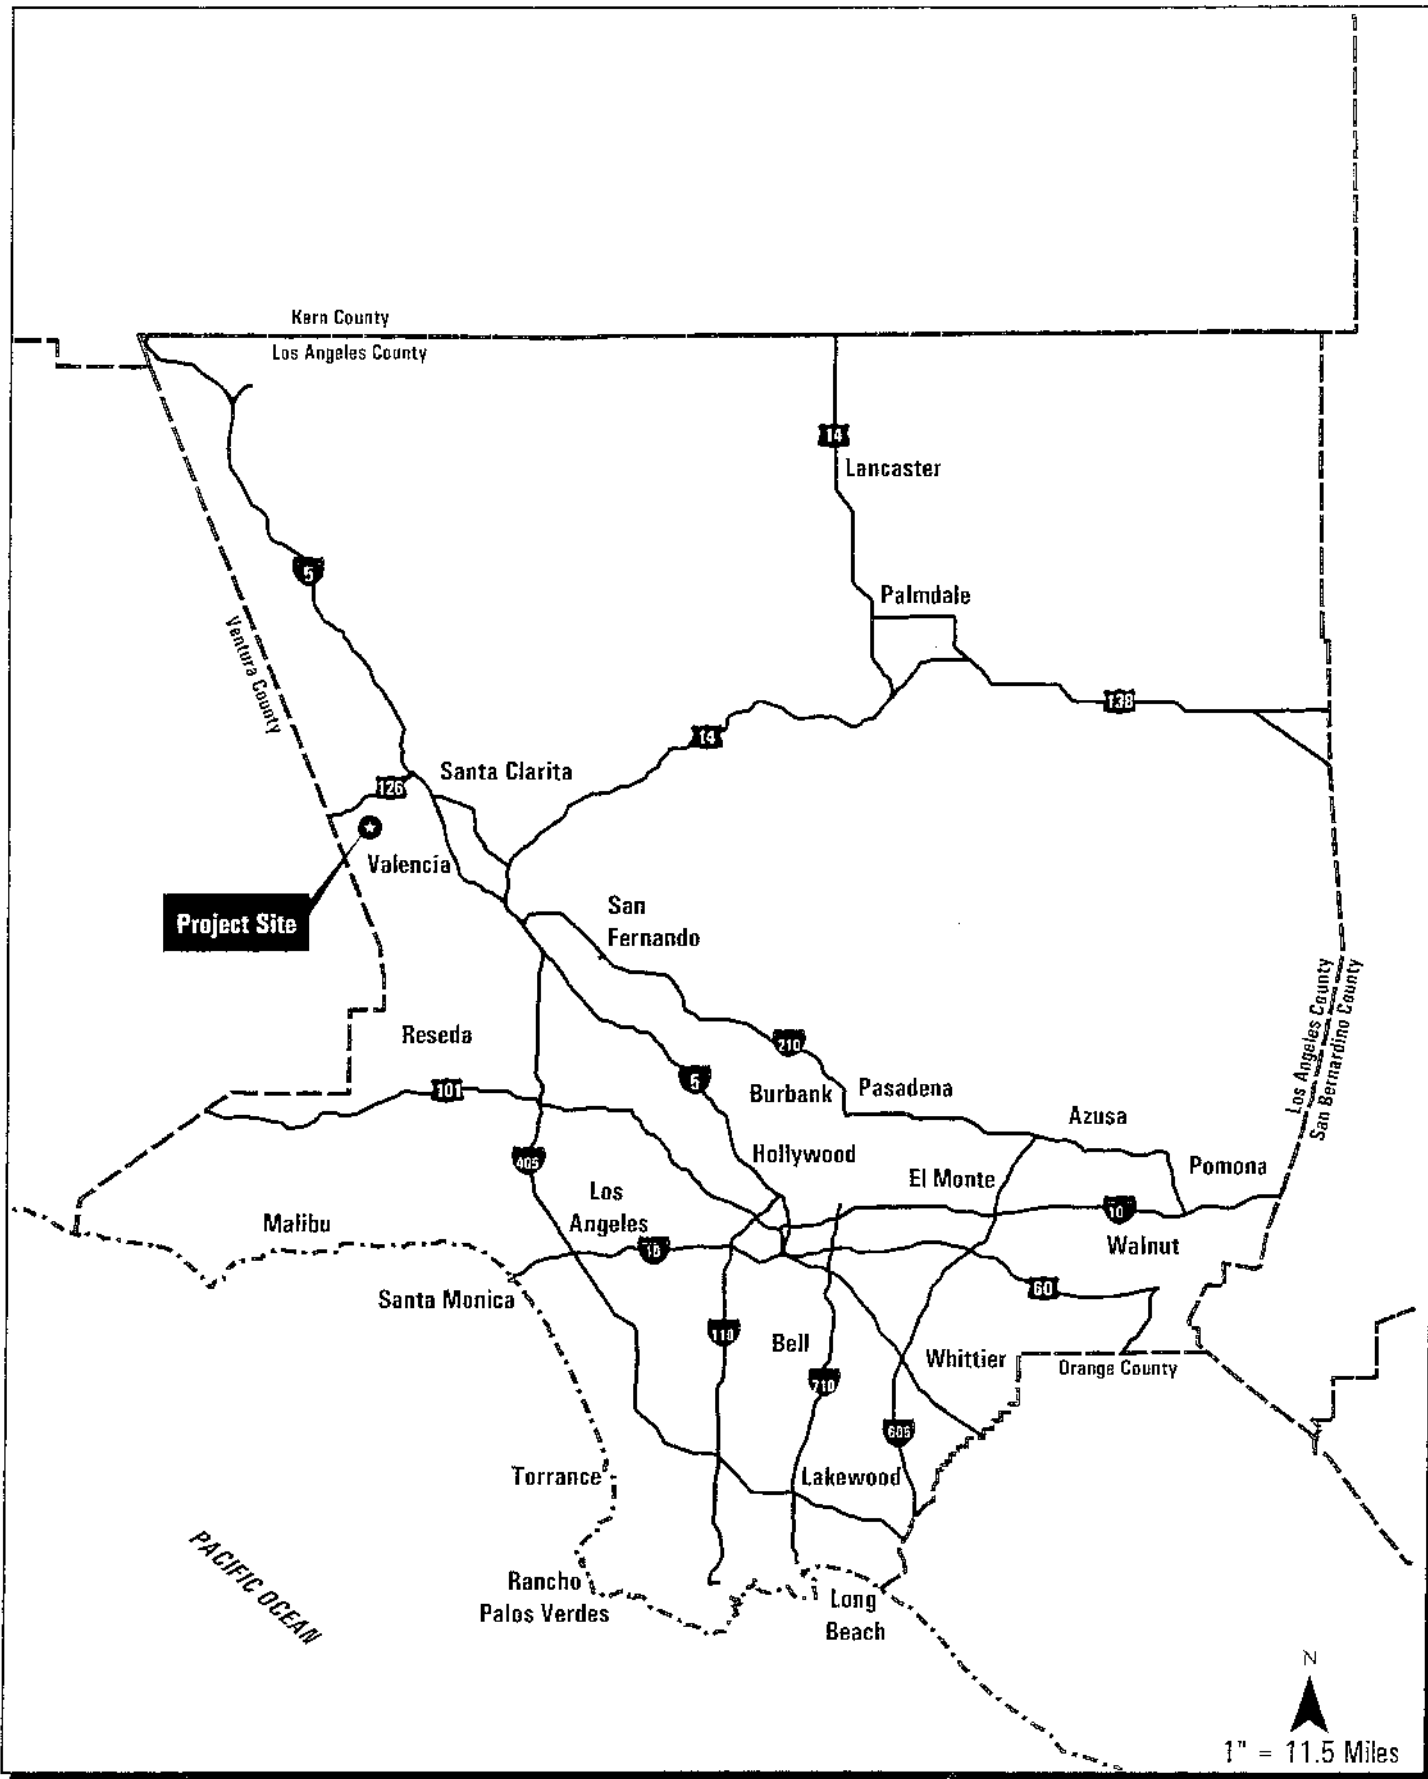 Kern County
Los Angeles County
14
Lancaster
5
Palmdale
Ventura County
138
14
Santa Clarita
126
Valencia
Project Site
San
Fernando
Los Angeles County
San Bernardino County
Reseda
210
5
101
Burbank
Pasadena
Azusa
Hollywood
405
El Monte
Pomona
Los
Angeles
Malibu
10
10
Walnut
60
Santa Monica
110
Bell
Whittier
Orange County
710
605
Torrance
Lakewood
PACIFIC OCEAN
Rancho
Palos Verdes
Long
Beach
N
1" = 11.5 Miles